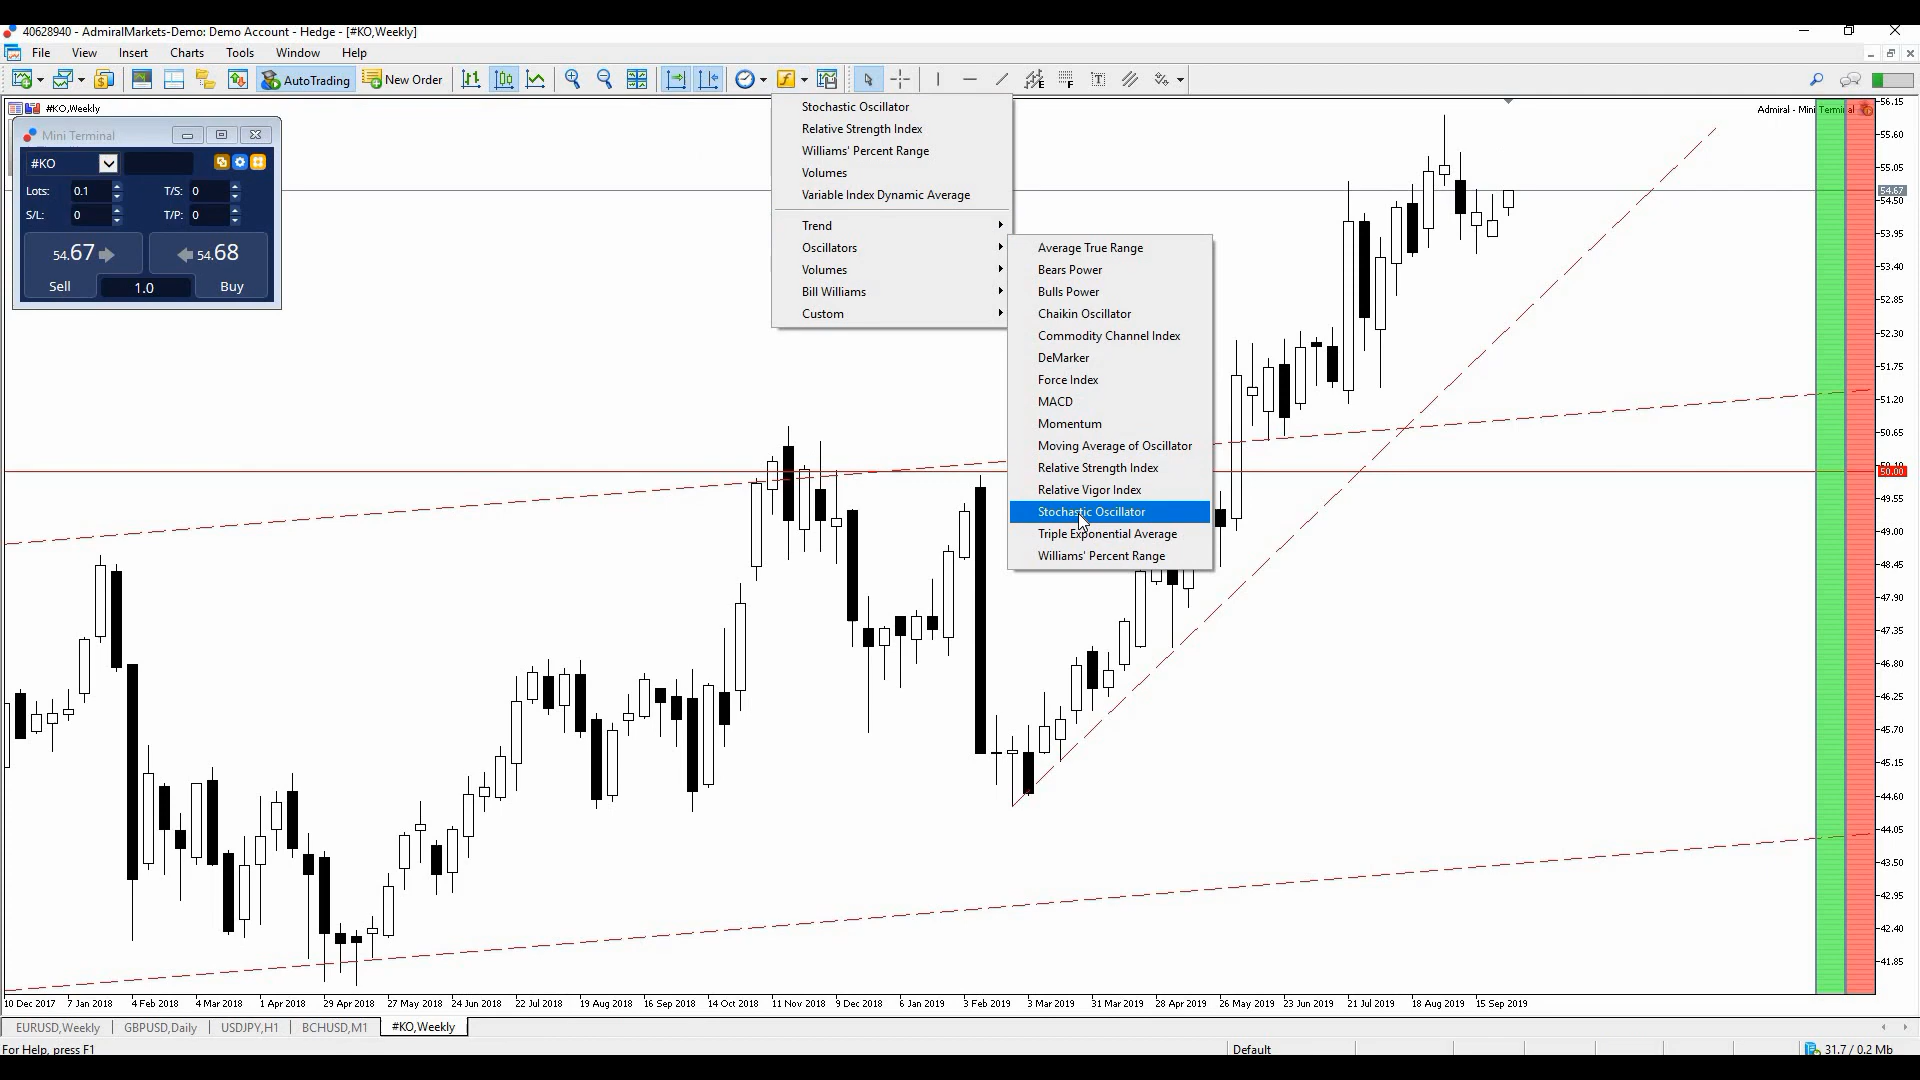 40628940 - AdmiralMarkets-Demo: Demo Account - Hedge - [#KO,Weekly]
File View Insert Charts Tools Window Help
AutoTrading New Order
#KO,Weekly
Admiral - Mini Terminal
Mini Terminal
#KO
Lots: 0.1 T/S: 0
S/L: 0 T/P: 0
54.67 54.68
Sell 1.0 Buy
Stochastic Oscillator
Relative Strength Index
Williams' Percent Range
Volumes
Variable Index Dynamic Average
Trend
Oscillators
Volumes
Bill Williams
Custom
Average True Range
Bears Power
Bulls Power
Chaikin Oscillator
Commodity Channel Index
DeMarker
Force Index
MACD
Momentum
Moving Average of Oscillator
Relative Strength Index
Relative Vigor Index
Stochastic Oscillator
Triple Exponential Average
Williams' Percent Range
56.15
55.60
55.05
54.67
54.50
53.95
53.40
52.85
52.30
51.75
51.20
50.65
50.10
50.00
49.55
49.00
48.45
47.90
47.35
46.80
46.25
45.70
45.15
44.60
44.05
43.50
42.95
42.40
41.85
10 Dec 2017 7 Jan 2018 4 Feb 2018 4 Mar 2018 1 Apr 2018 29 Apr 2018 27 May 2018 24 Jun 2018 22 Jul 2018 19 Aug 2018 16 Sep 2018 14 Oct 2018 11 Nov 2018 9 Dec 2018 6 Jan 2019 3 Feb 2019 3 Mar 2019 31 Mar 2019 28 Apr 2019 26 May 2019 23 Jun 2019 21 Jul 2019 18 Aug 2019 15 Sep 2019
EURUSD,Weekly GBPUSD,Daily USDJPY,H1 BCHUSD,M1 #KO,Weekly
For Help, press F1 Default 31.7 / 0.2 Mb